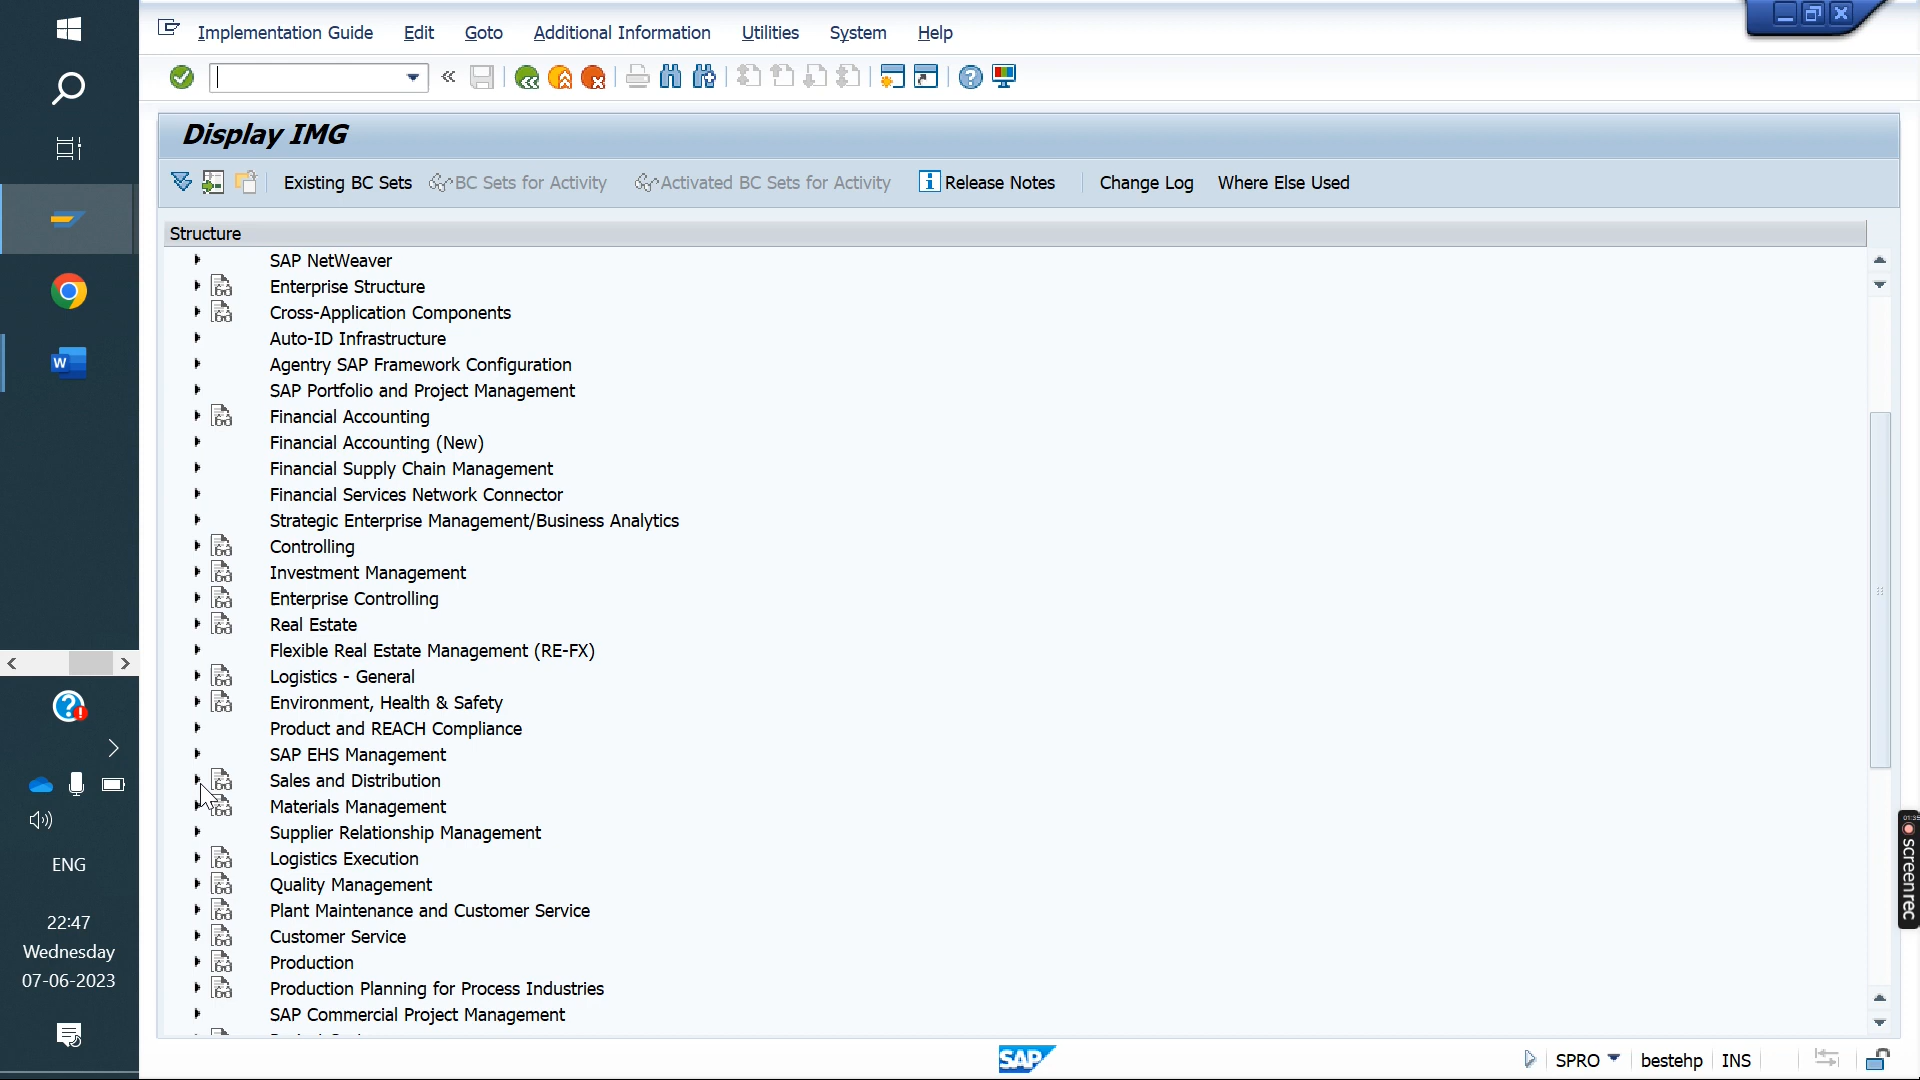 Implementation Guide Edit Goto Additional Information Utilities System Help
Display IMG
Existing BC Sets BC Sets for Activity Activated BC Sets for Activity Release Notes Change Log Where Else Used
Structure
SAP NetWeaver
Enterprise Structure
Cross-Application Components
Auto-ID Infrastructure
Agentry SAP Framework Configuration
SAP Portfolio and Project Management
Financial Accounting
Financial Accounting (New)
Financial Supply Chain Management
Financial Services Network Connector
Strategic Enterprise Management/Business Analytics
Controlling
Investment Management
Enterprise Controlling
Real Estate
Flexible Real Estate Management (RE-FX)
Logistics - General
Environment, Health & Safety
Product and REACH Compliance
SAP EHS Management
Sales and Distribution
Materials Management
Supplier Relationship Management
Logistics Execution
Quality Management
Plant Maintenance and Customer Service
Customer Service
Production
Production Planning for Process Industries
SAP Commercial Project Management
SAP
SPRO bestehp INS
W
ENG
22:47
Wednesday
07-06-2023
screenrec